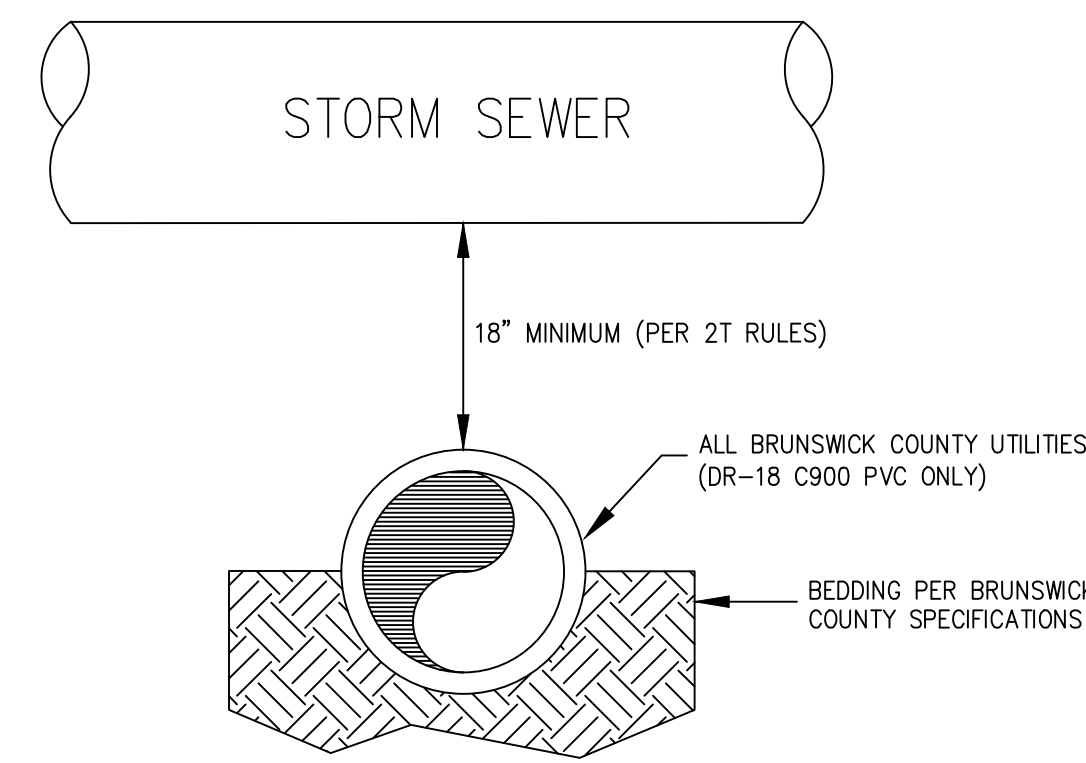 STORM SEWER
18" MINIMUM (PER 2T RULES)
ALL BRUNSWICK COUNTY UTILITIES
(DR-18 C900 PVC ONLY)
BEDDING PER BRUNSWICK
COUNTY SPECIFICATIONS